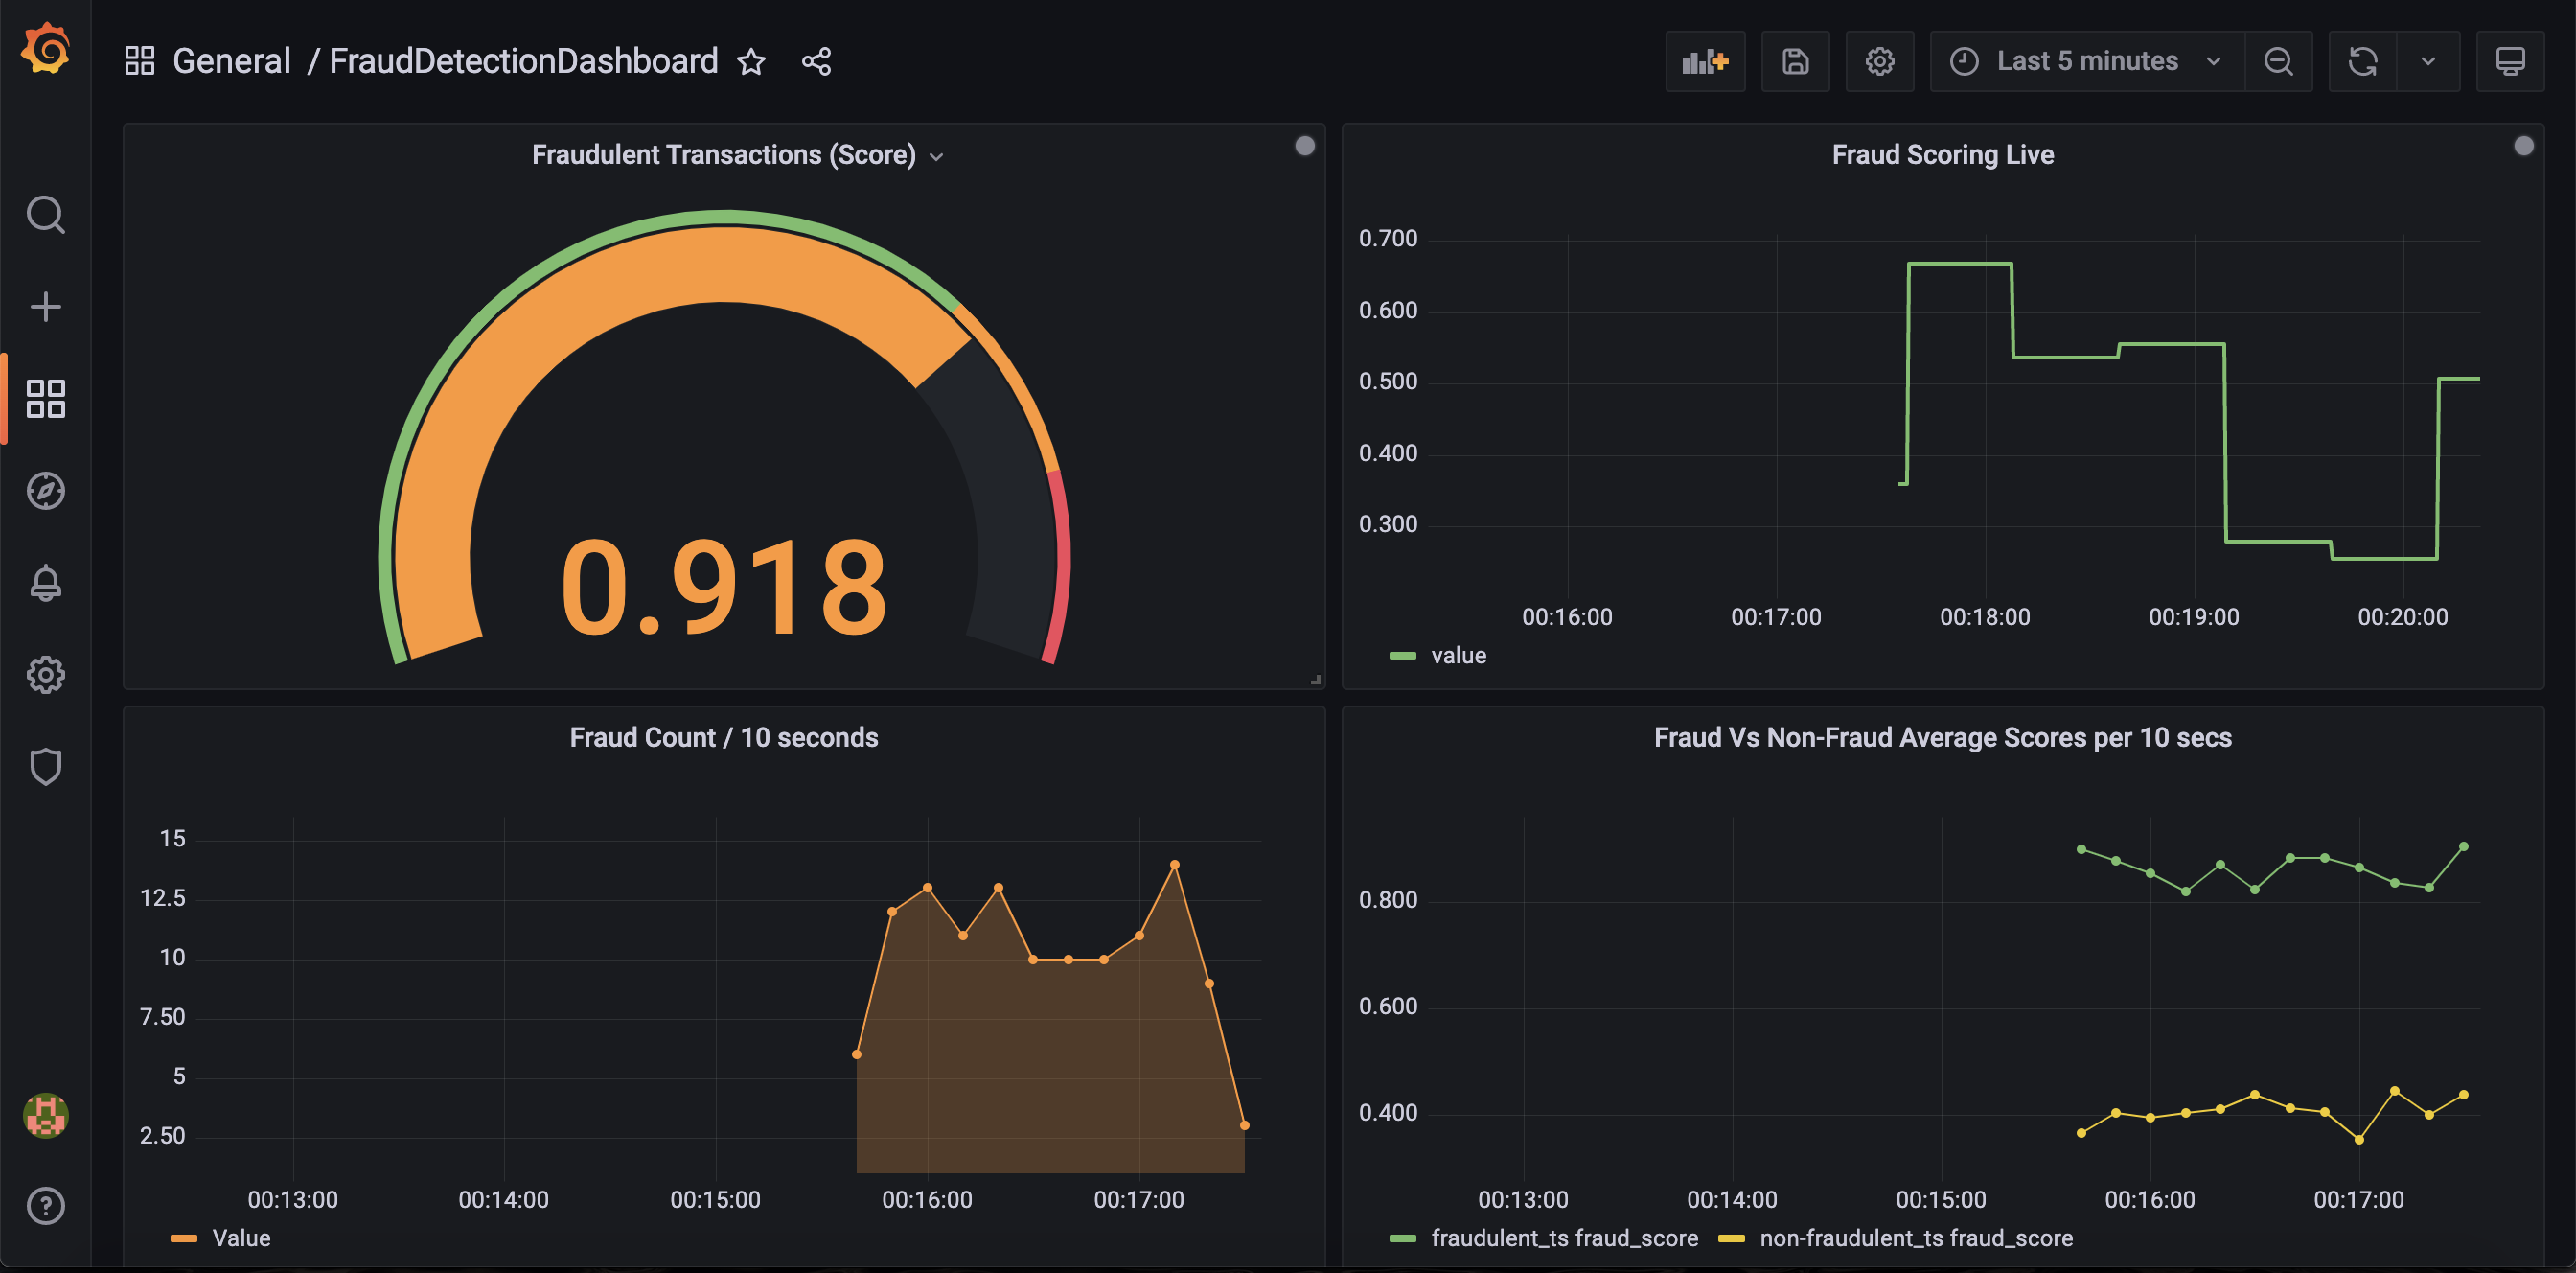 General / FraudDetectionDashboard
Last 5 minutes
Fraudulent Transactions (Score)
0.918
Fraud Scoring Live
0.700
0.600
0.500
0.400
0.300
00:16:00 00:17:00 00:18:00 00:19:00 00:20:00
value
Fraud Count / 10 seconds
15
12.5
10
7.50
5
2.50
00:13:00 00:14:00 00:15:00 00:16:00 00:17:00
Value
Fraud Vs Non-Fraud Average Scores per 10 secs
0.800
0.600
0.400
00:13:00 00:14:00 00:15:00 00:16:00 00:17:00
fraudulent_ts fraud_score non-fraudulent_ts fraud_score